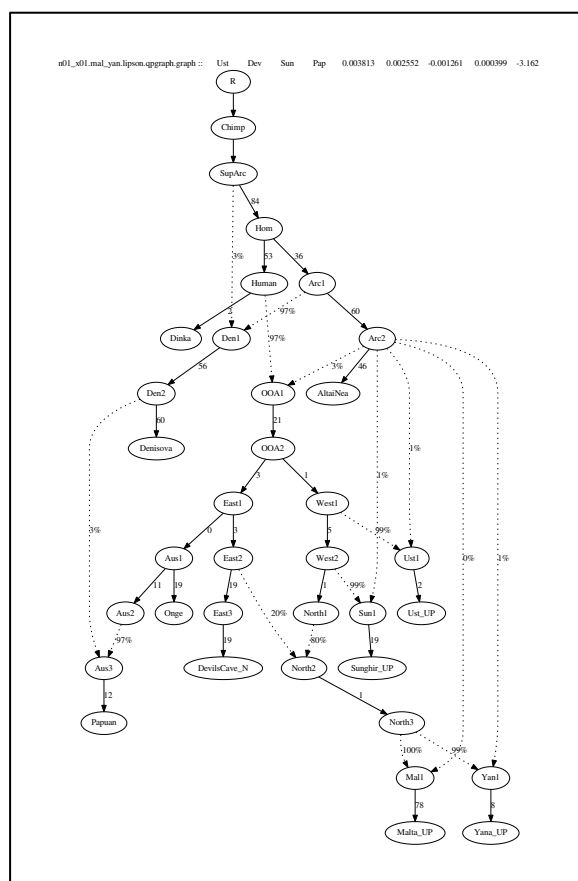 n01_x01.mal_yan.lipson.qpgraph.graph :: Ust Dev Sun Pap 0.003813 0.002552 -0.001261 0.000399 -3.162
R
Chimp
SupArc
84
Hom
3% 53 36
Human Arc1
2 97% 60
Dinka Den1 97% Arc2
56 3% 46
Den2 OOA1 AltaiNea
60 21
Denisova OOA2 1%
3 1 1%
East1 West1
3% 0 3 5 99% 0% 1%
Aus1 East2 West2 Ust1
11 19 19 1 99% 2
Aus2 Onge East3 20% North1 Sun1 Ust_UP
97% 19 80% 19
Aus3 DevilsCave_N North2 Sunghir_UP
12 1
Papuan North3
100% 99%
Mal1 Yan1
78 8
Malta_UP Yana_UP